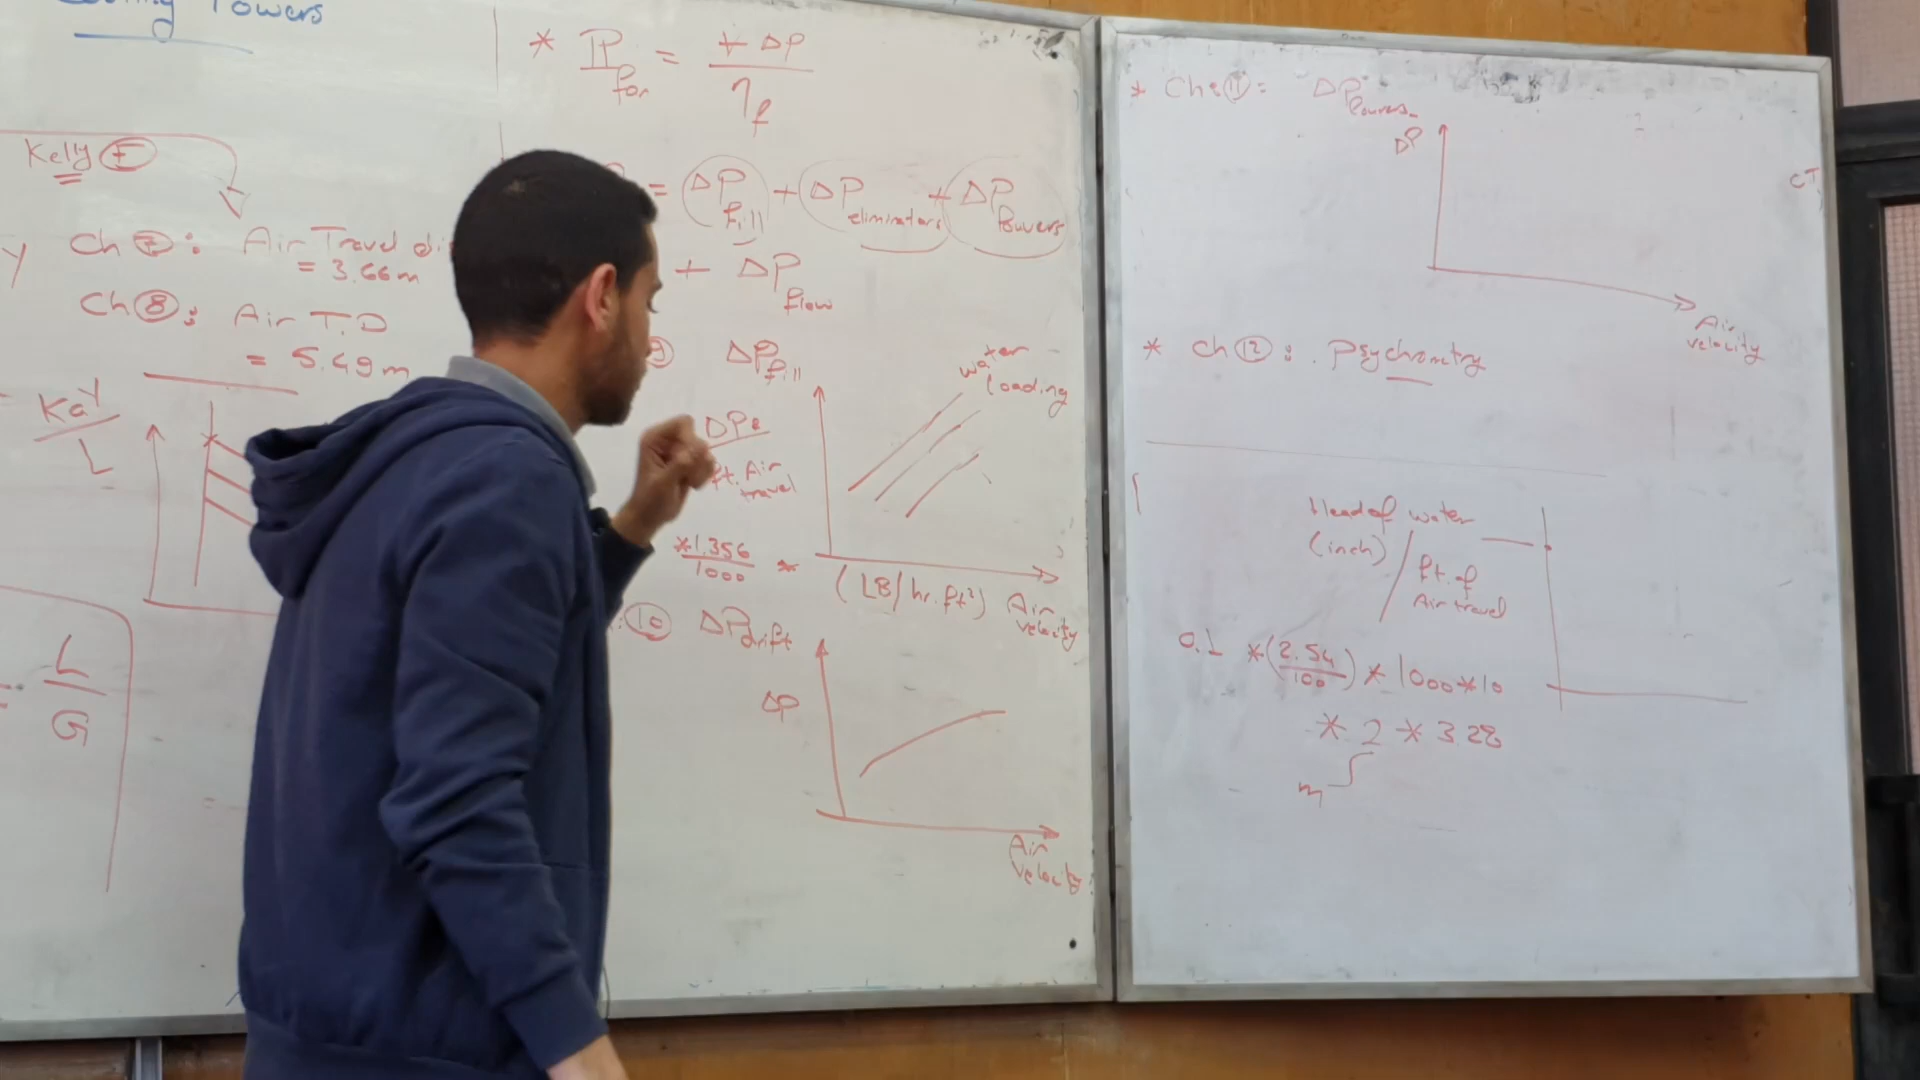 Cooling Towers
Kelly
Ch 7: Air Travel
= 3.66m
Ch 8: Air T.D
= 5.49m
KaY
L
L
G
* P fan = V ΔP
η f
= ΔP fill + ΔP eliminators + ΔP Louvers
+ ΔP flow
9 ΔP fill
water loading
ΔP
ft. Air travel
*1.356
1000
(LB/hr.ft²) Air velocity
10 ΔP drift
ΔP
Air velocity
* Ch 11: ΔP Louvers
ΔP
Air velocity
CT
* Ch 12: Psychrometry
Head of water
(inch) / ft. of
Air travel
0.1 *(2.54/100) * 1000*10
* 2 * 3.28
m